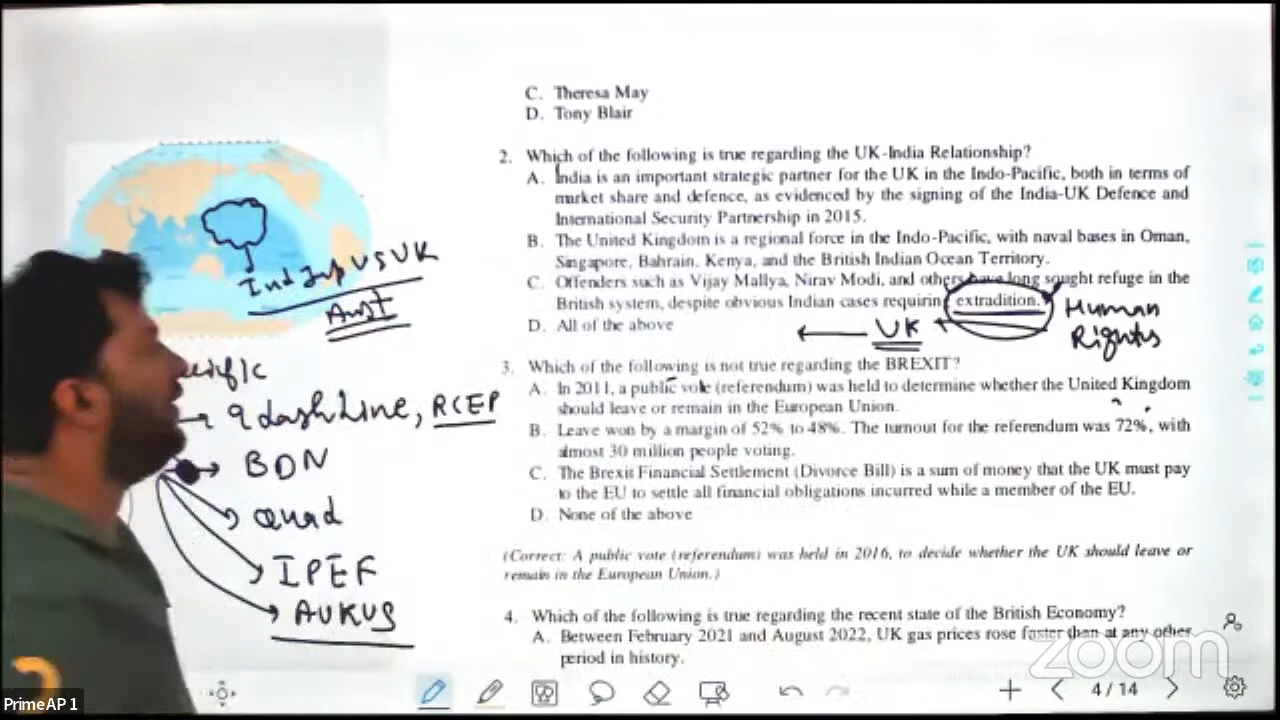 C. Theresa May
D. Tony Blair
2. Which of the following is true regarding the UK-India Relationship?
A. India is an important strategic partner for the UK in the Indo-Pacific, both in terms of
market share and defence, as evidenced by the signing of the India-UK Defence and
International Security Partnership in 2015.
B. The United Kingdom is a regional force in the Indo-Pacific, with naval bases in Oman,
Singapore, Bahrain, Kenya, and the British Indian Ocean Territory.
C. Offenders such as Vijay Mallya, Nirav Modi, and others have long sought refuge in the
British system, despite obvious Indian cases requiring extradition.
D. All of the above
UK
Human
Rights
3. Which of the following is not true regarding the BREXIT?
A. In 2011, a public vote (referendum) was held to determine whether the United Kingdom
should leave or remain in the European Union.
B. Leave won by a margin of 52% to 48%. The turnout for the referendum was 72%, with
almost 30 million people voting.
C. The Brexit Financial Settlement (Divorce Bill) is a sum of money that the UK must pay
to the EU to settle all financial obligations incurred while a member of the EU.
D. None of the above
(Correct: A public vote (referendum) was held in 2016, to decide whether the UK should leave or
remain in the European Union.)
4. Which of the following is true regarding the recent state of the British Economy?
A. Between February 2021 and August 2022, UK gas prices rose faster than at any other
period in history.
Ind Jap US UK
Aust
9 dash Line, RCEP
BDN
Quad
IPEF
AUKUS
zoom
4/14
PrimeAP 1